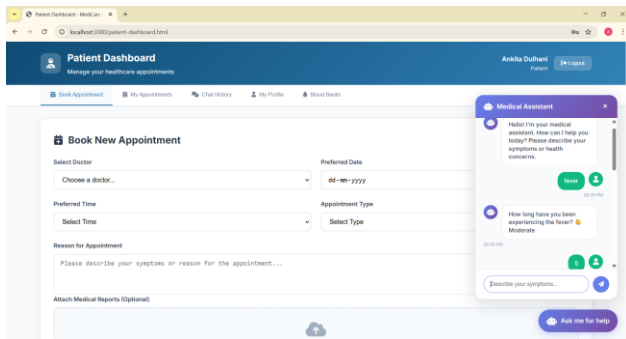 Patient Dashboard - MediCare
localhost:3000/patient-dashboard.html
Patient Dashboard
Manage your healthcare appointments
Ankita Dulhani
Patient
Logout
Book Appointment
My Appointments
Chat History
My Profile
Blood Banks
Book New Appointment
Select Doctor
Choose a doctor...
Preferred Date
dd-mm-yyyy
Preferred Time
Select Time
Appointment Type
Select Type
Reason for Appointment
Please describe your symptoms or reason for the appointment...
Attach Medical Reports (Optional)
Medical Assistant
Hello! I'm your medical
assistant. How can I help you
today? Please describe your
symptoms or health
concerns.
fever
How long have you been
experiencing the fever?
Moderate
5
Describe your symptoms...
Ask me for help